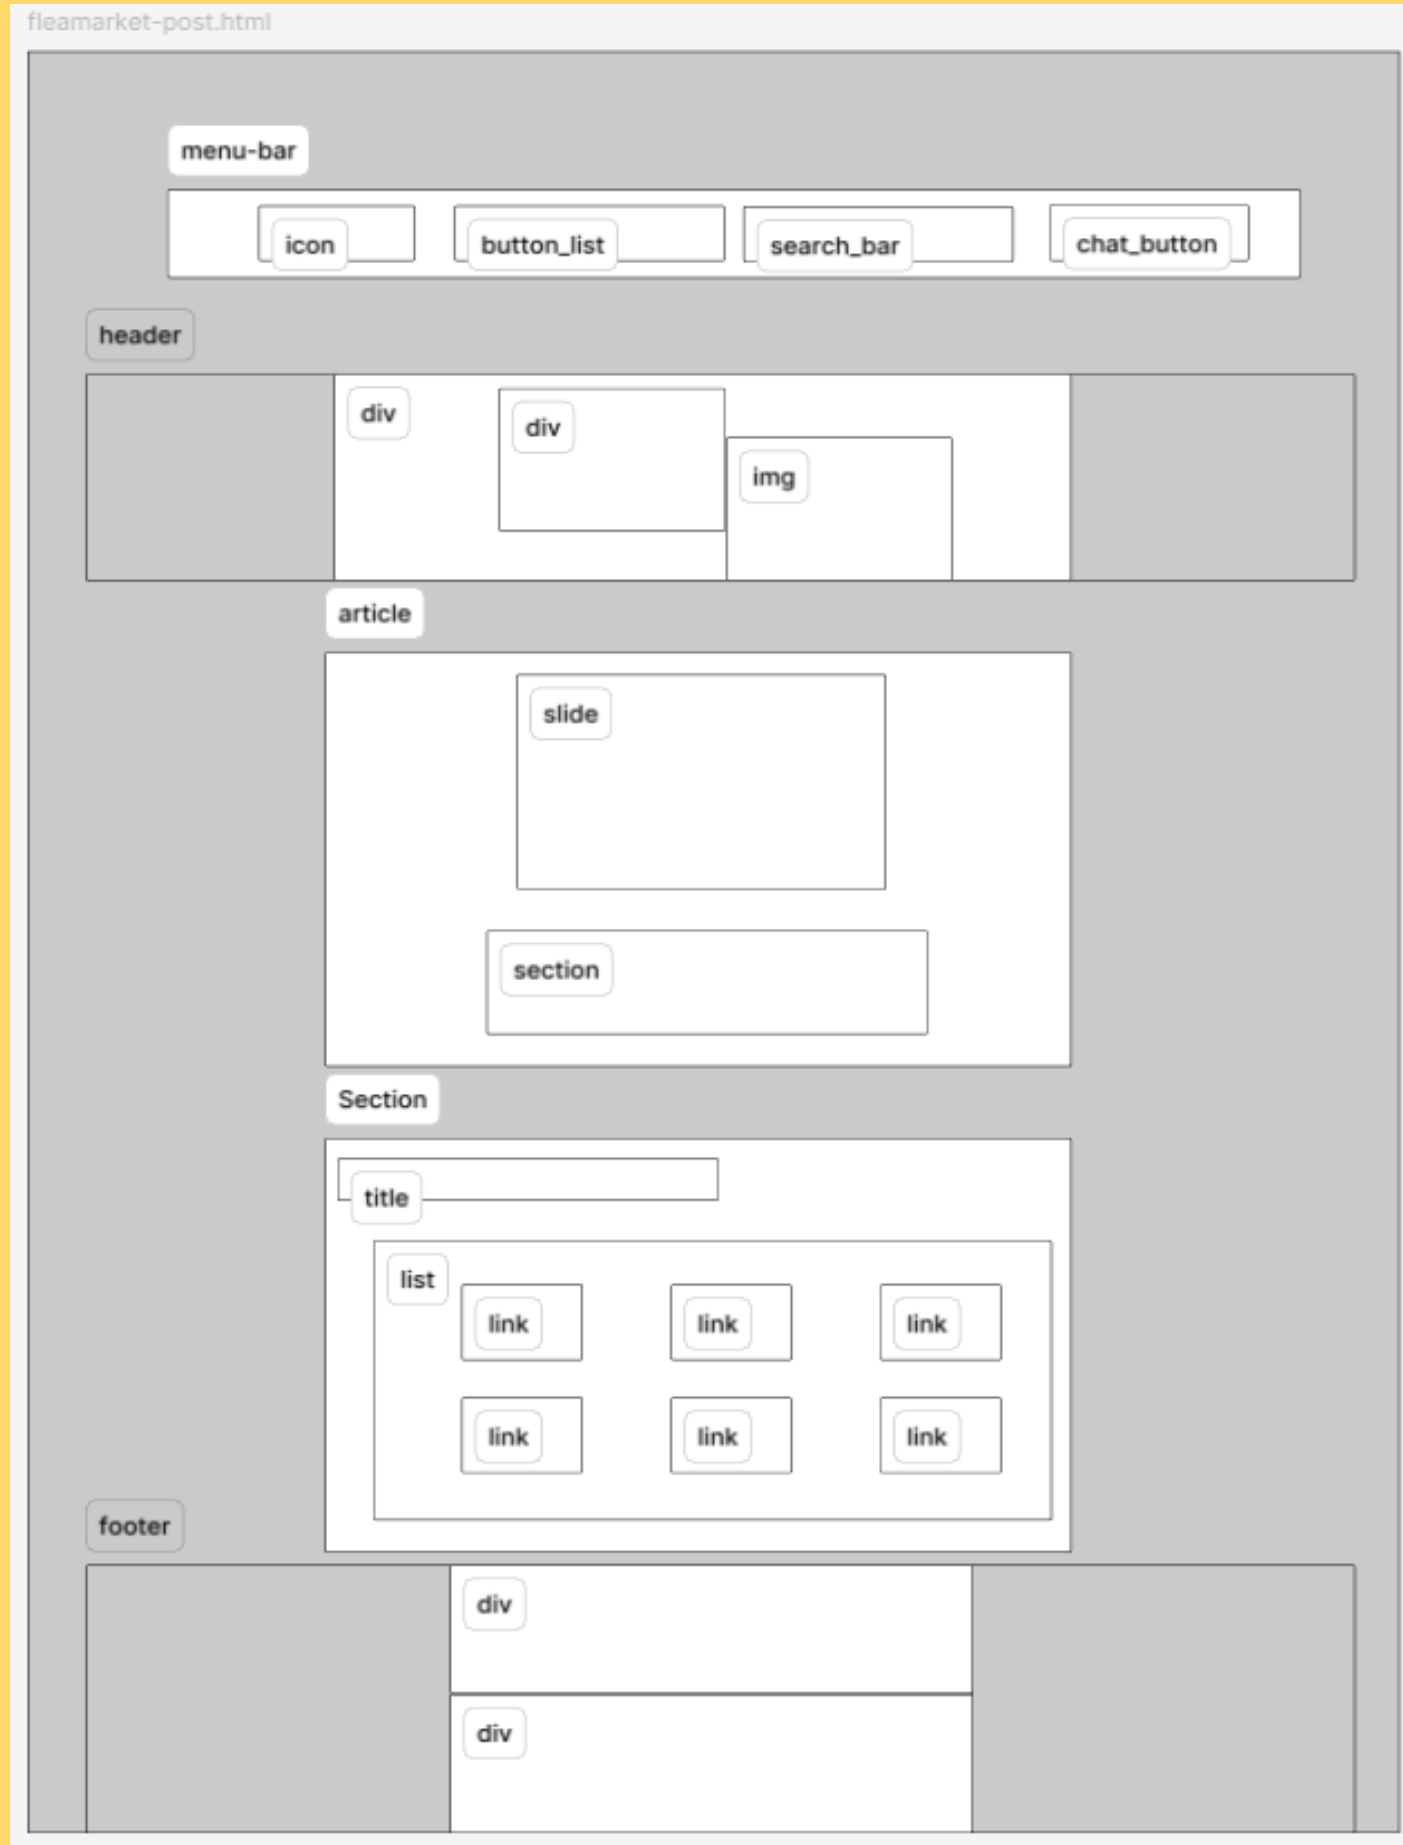 fleamarket-post.html
menu-bar
icon
button_list
search_bar
chat_button
header
div
div
img
article
slide
section
Section
title
list
link
link
link
link
link
link
footer
div
div